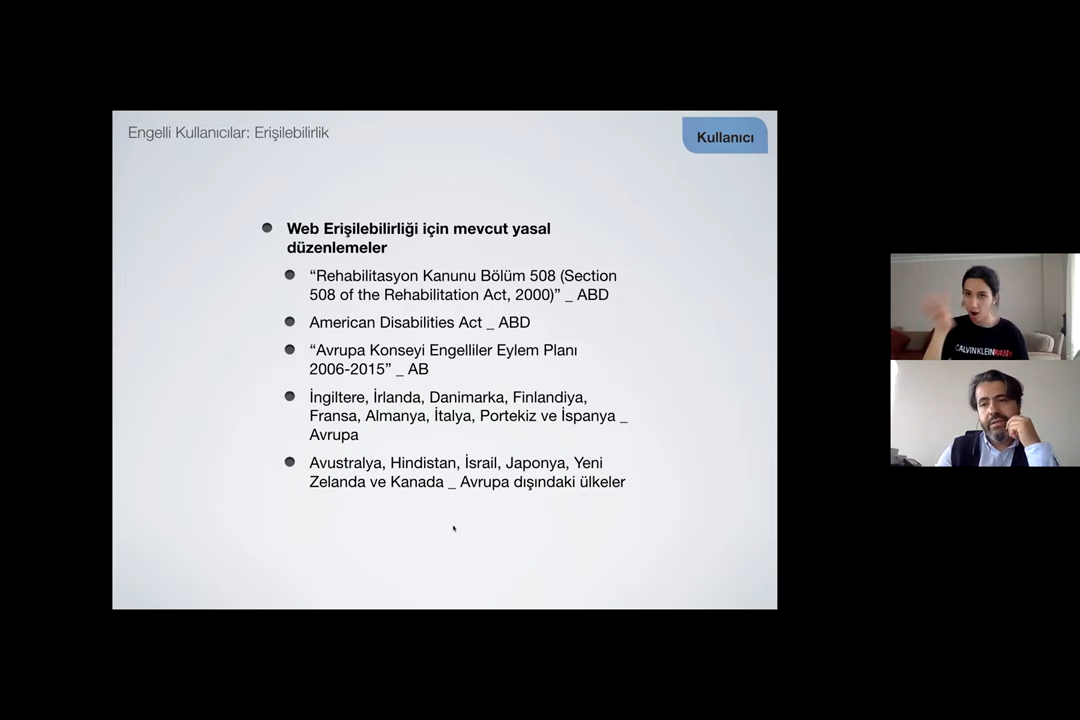 Engelli Kullanıcılar: Erişilebilirlik
Kullanıcı
Web Erişilebilirliği için mevcut yasal
düzenlemeler
“Rehabilitasyon Kanunu Bölüm 508 (Section
508 of the Rehabilitation Act, 2000)” _ ABD
American Disabilities Act _ ABD
“Avrupa Konseyi Engelliler Eylem Planı
2006-2015” _ AB
İngiltere, İrlanda, Danimarka, Finlandiya,
Fransa, Almanya, İtalya, Portekiz ve İspanya _
Avrupa
Avustralya, Hindistan, İsrail, Japonya, Yeni
Zelanda ve Kanada _ Avrupa dışındaki ülkeler
CALVIN KLEIN